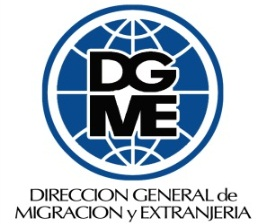 DG
ME
DIRECCION GENERAL de
MIGRACION y EXTRANJERIA